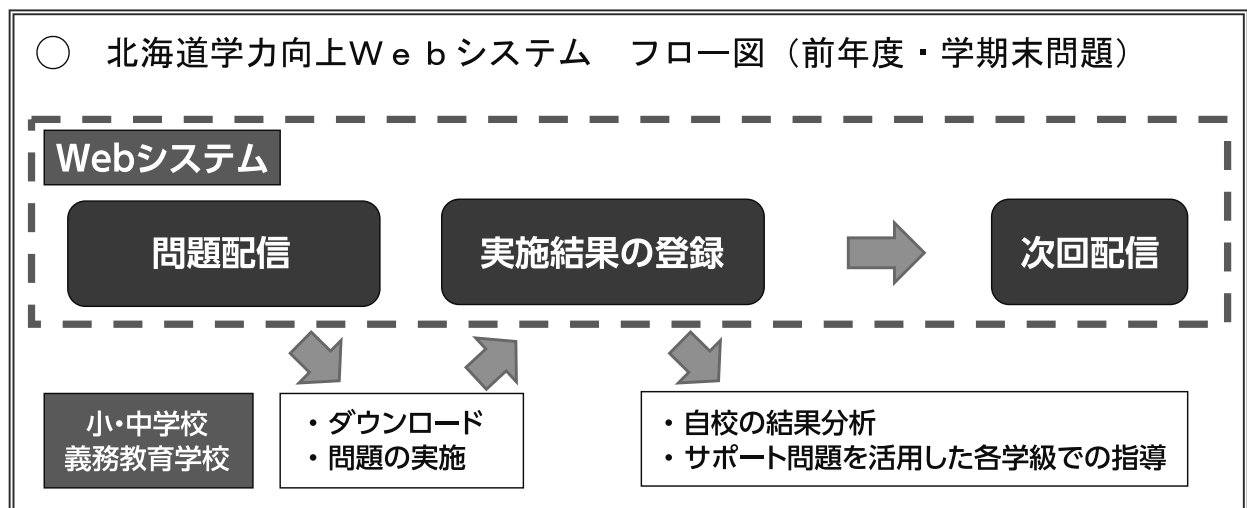 ○　北海道学力向上Ｗｅｂシステム　フロー図（前年度・学期末問題）
Webシステム
問題配信
実施結果の登録
次回配信
小・中学校
義務教育学校
・ダウンロード
・問題の実施
・自校の結果分析
・サポート問題を活用した各学級での指導